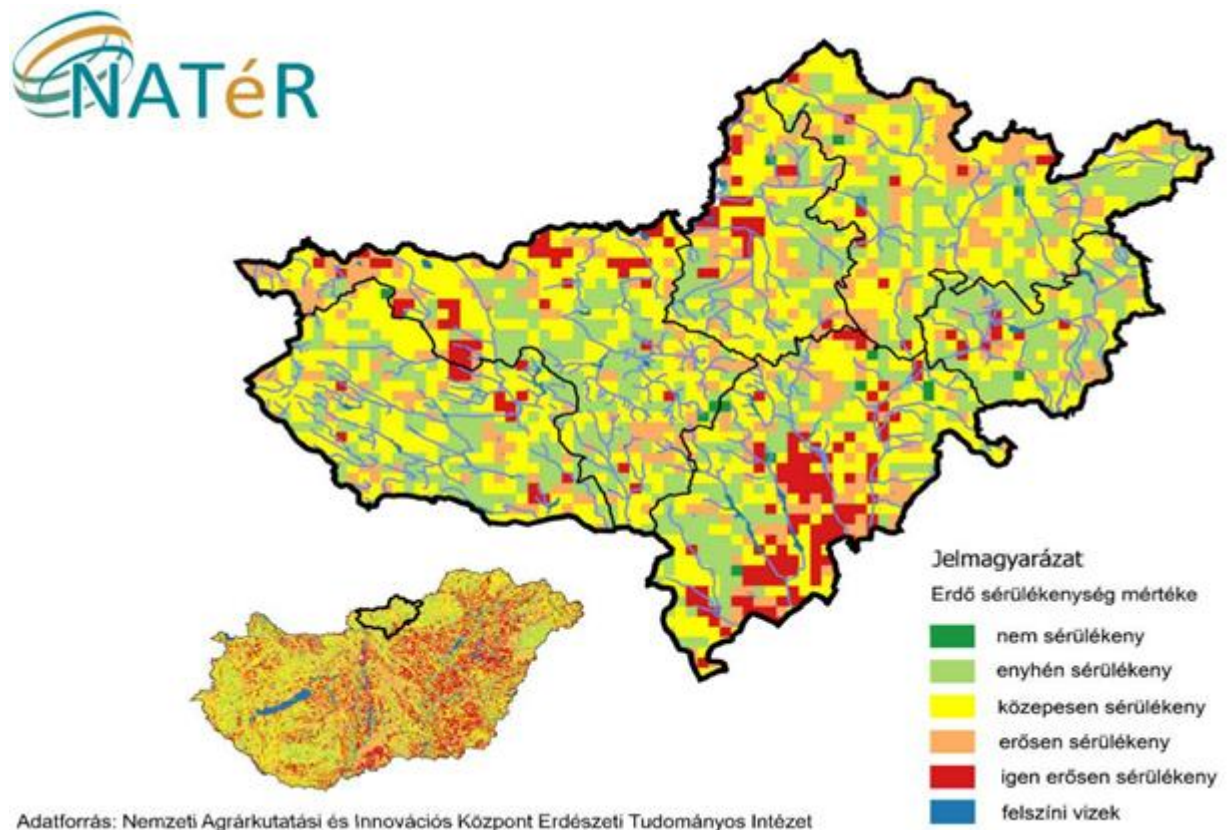 NATéR
Jelmagyarázat
Erdő sérülékenység mértéke
nem sérülékeny
enyhén sérülékeny
közepesen sérülékeny
erősen sérülékeny
igen erősen sérülékeny
felszíni vizek
Adatforrás: Nemzeti Agrárkutatási és Innovációs Központ Erdészeti Tudományos Intézet